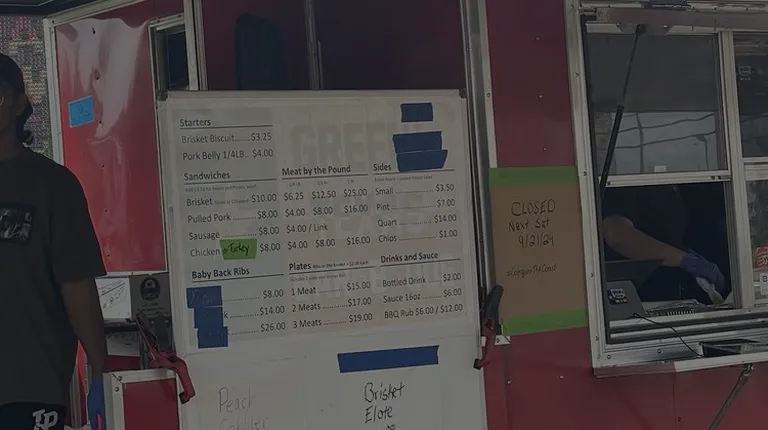 Starters
Brisket Biscuit......$3.25
Pork Belly 1/4LB.. $4.00
Sandwiches
Brisket $10.00
Pulled Pork $8.00
Sausage $8.00
Chicken Turkey $8.00
Meat by the Pound
$6.25 $12.50 $25.00
$4.00 $8.00 $16.00
$4.00 / Link
$4.00 $8.00 $16.00
Sides
Small $3.50
Pint $7.00
Quart $14.00
Chips $1.00
Baby Back Ribs
$8.00
k $14.00
$26.00
Plates
1 Meat $15.00
2 Meats $17.00
3 Meats $19.00
Drinks and Sauce
Bottled Drink $2.00
Sauce 16oz $6.00
BBQ Rub $6.00 / $12.00
Peach
Cobbler
Brisket
Elote
CLOSED
Next Sat
9/21/24